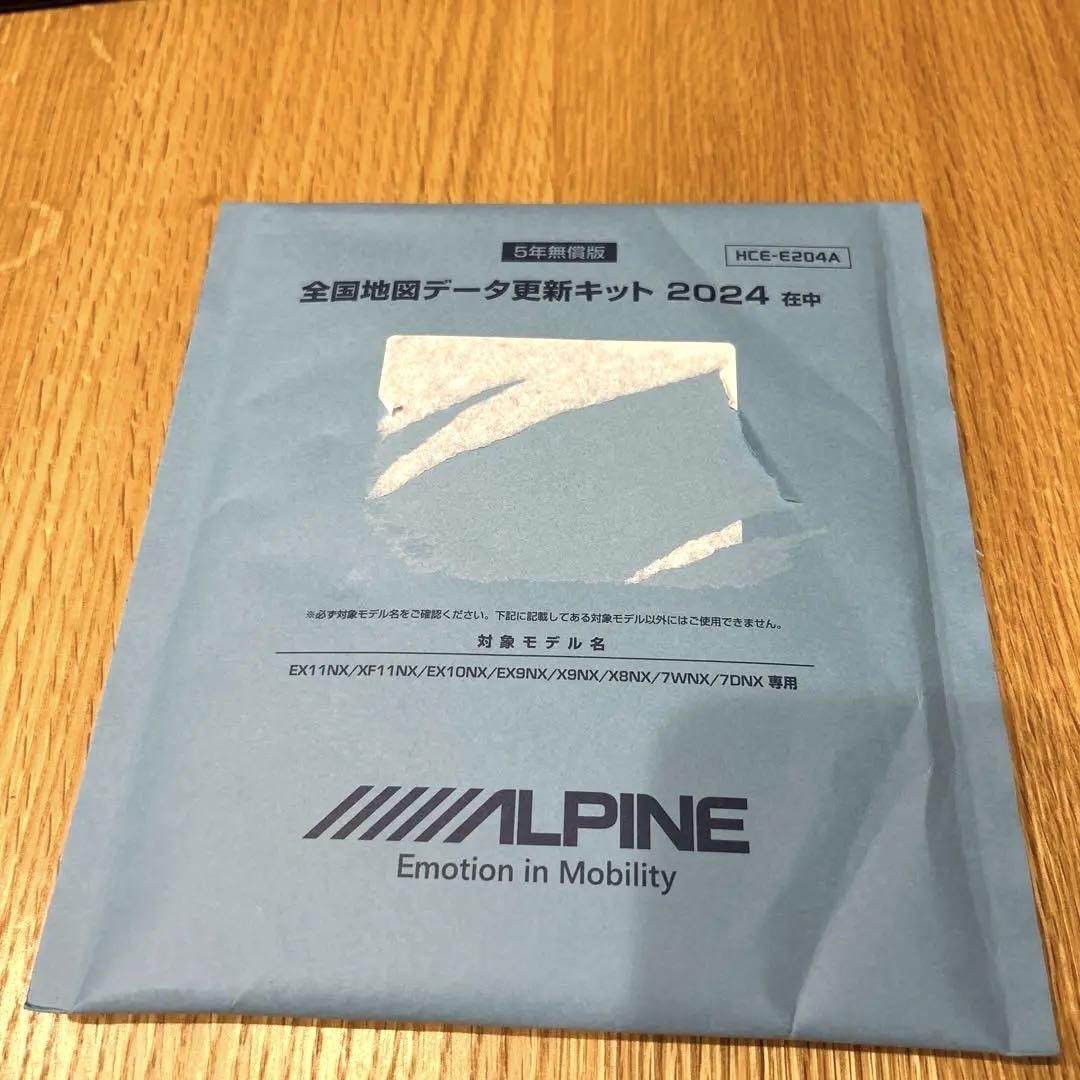 5年無償版
HCE-E204A
全国地図データ更新キット 2024 在中
※必ず対象モデル名をご確認ください。下記に記載してある対象モデル以外にはご使用できません。
対象モデル名
EX11NX/XF11NX/EX10NX/EX9NX/X9NX/X8NX/7WNX/7DNX 専用
ALPINE
Emotion in Mobility